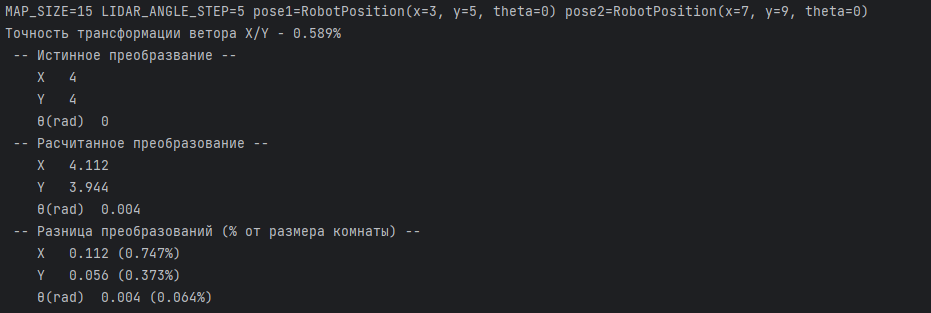 MAP_SIZE=15 LIDAR_ANGLE_STEP=5 pose1=RobotPosition(x=3, y=5, theta=0) pose2=RobotPosition(x=7, y=9, theta=0)
Точность трансформации ветора X/Y - 0.589%
-- Истинное преобразвание --
X 4
Y 4
θ(rad) 0
-- Расчитанное преобразование --
X 4.112
Y 3.944
θ(rad) 0.004
-- Разница преобразований (% от размера комнаты) --
X 0.112 (0.747%)
Y 0.056 (0.373%)
θ(rad) 0.004 (0.064%)